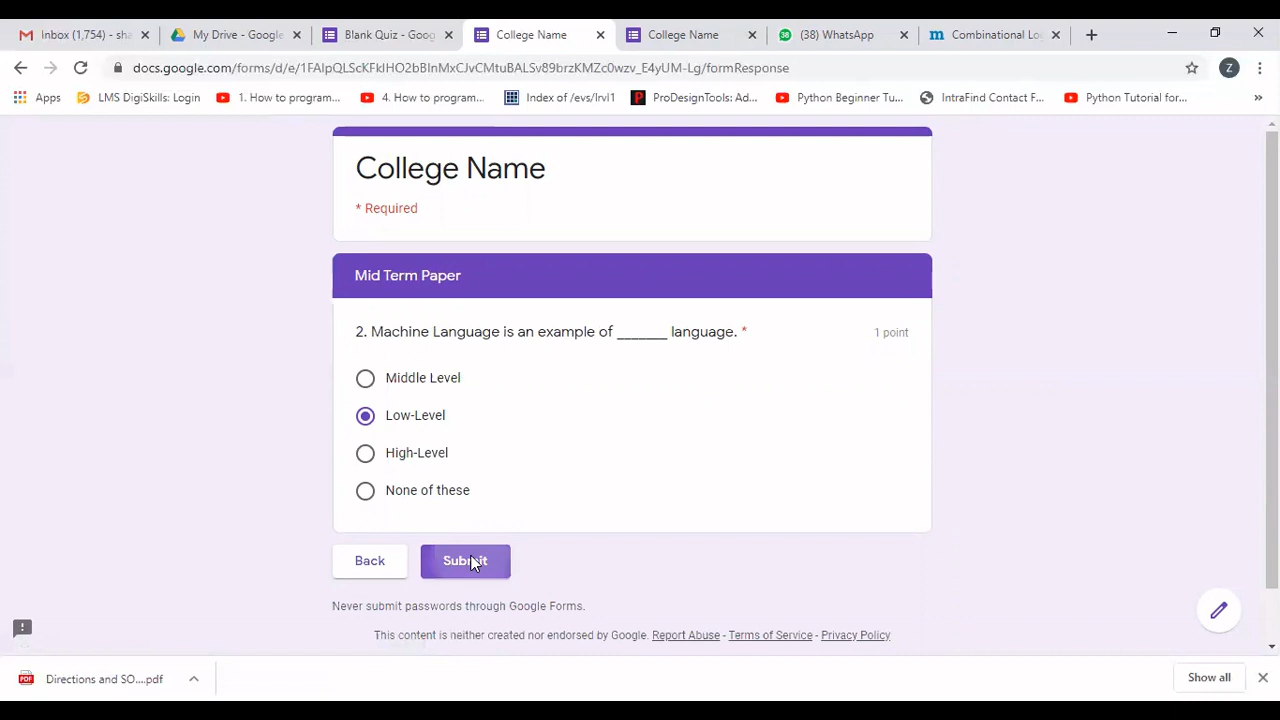 Inbox (1,754) - sha
My Drive - Google
Blank Quiz - Goog
College Name
College Name
(38) WhatsApp
Combinational Lo
docs.google.com/forms/d/e/1FAIpQLScKFklHO2bBlnMxCJvCMtuBALSv89brzKMZc0wzv_E4yUM-Lg/formResponse
Z
Apps
LMS DigiSkills: Login
1. How to program...
4. How to program...
Index of /evs/lrvl1
ProDesignTools: Ad...
Python Beginner Tu...
IntraFind Contact F...
Python Tutorial for...
»
College Name
* Required
Mid Term Paper
2. Machine Language is an example of _______ language. *
1 point
Middle Level
Low-Level
High-Level
None of these
Back
Submit
Never submit passwords through Google Forms.
This content is neither created nor endorsed by Google. Report Abuse - Terms of Service - Privacy Policy
Directions and SO....pdf
Show all